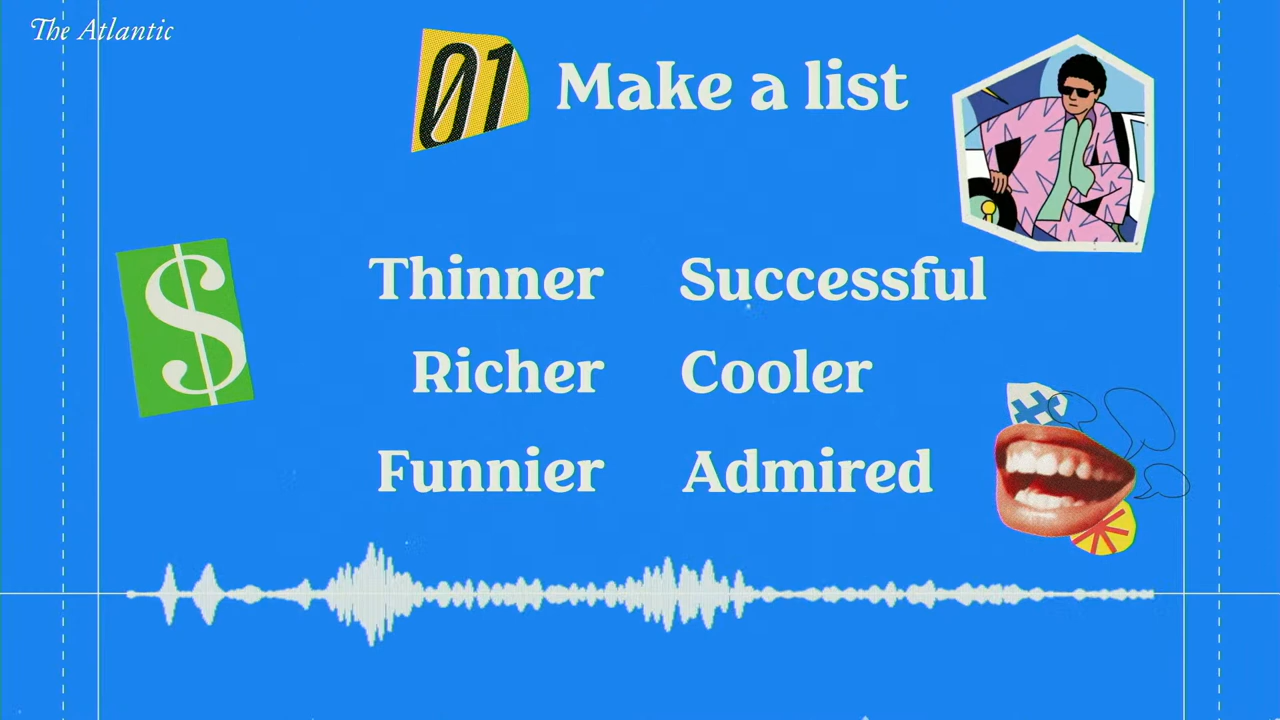 The Atlantic
01 Make a list
$
Thinner Successful
Richer Cooler
Funnier Admired